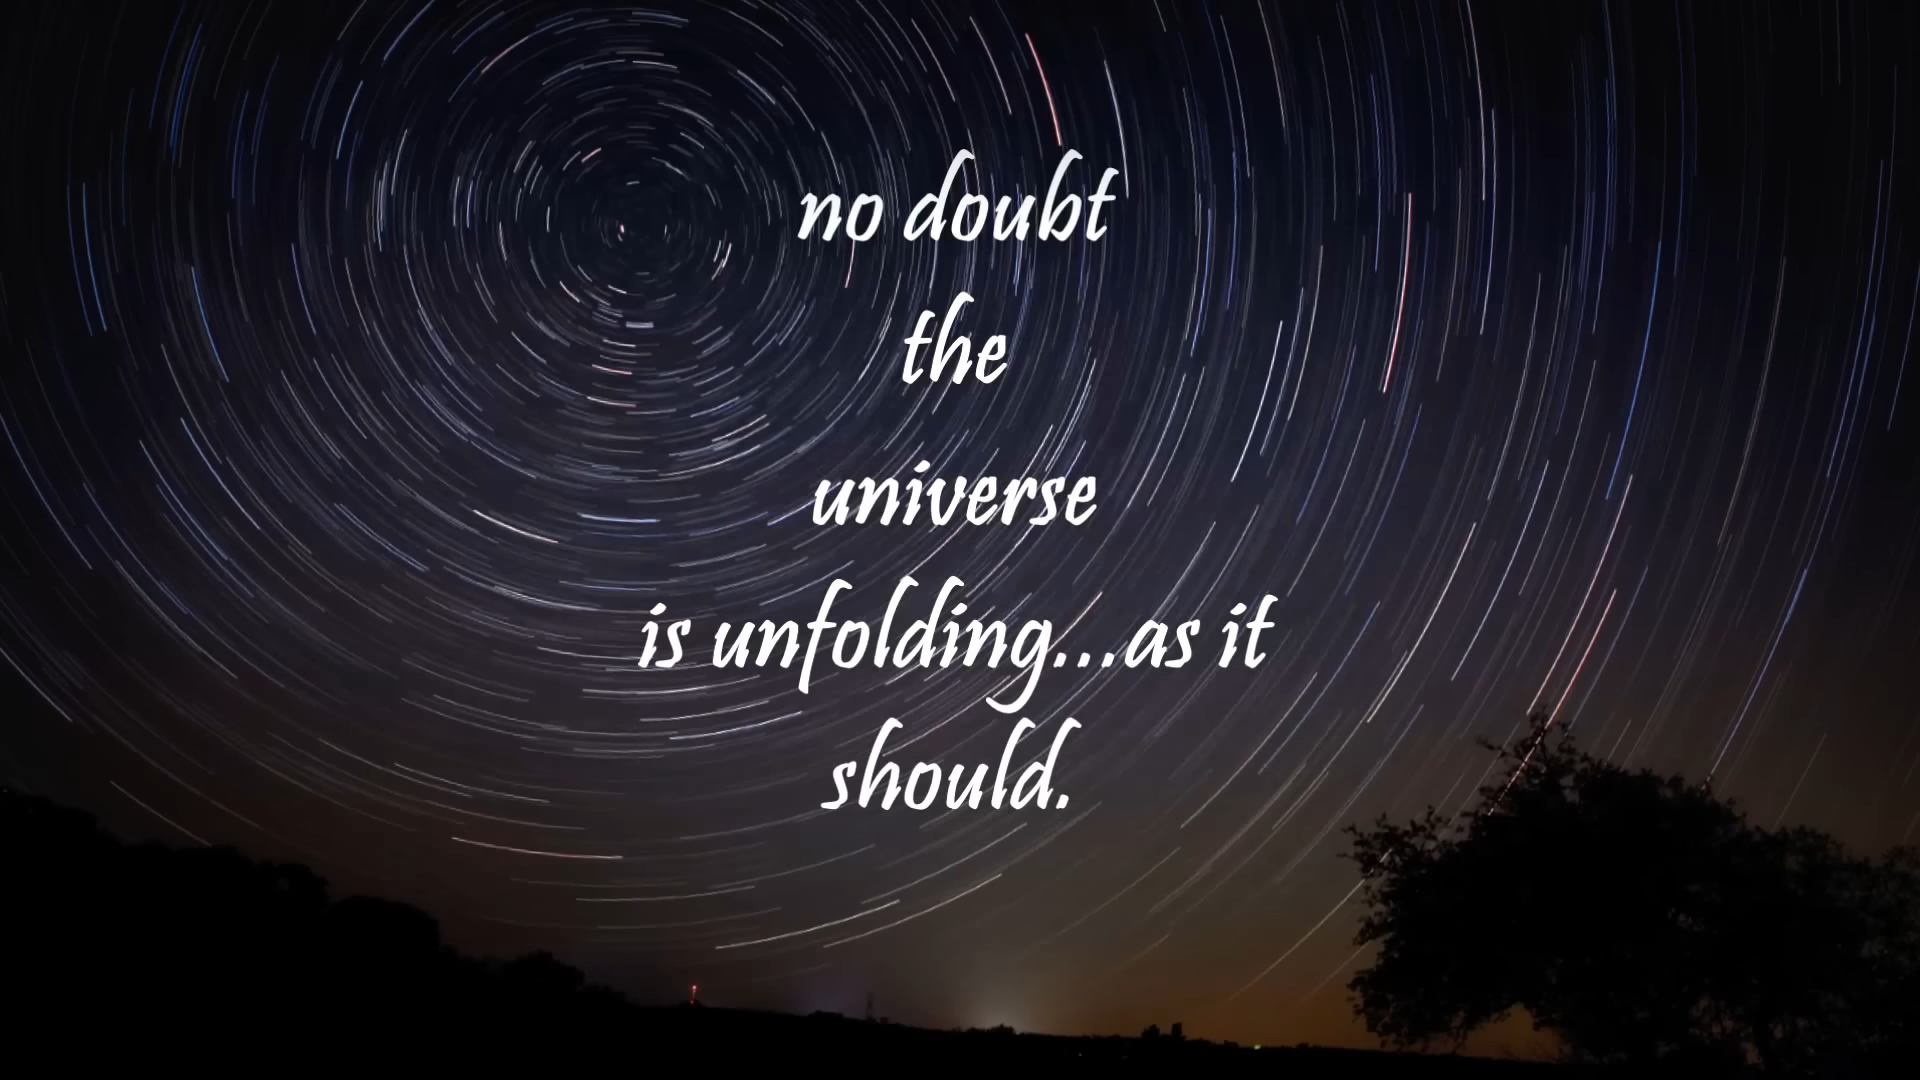 no doubt
the
universe
is unfolding...as it
should.